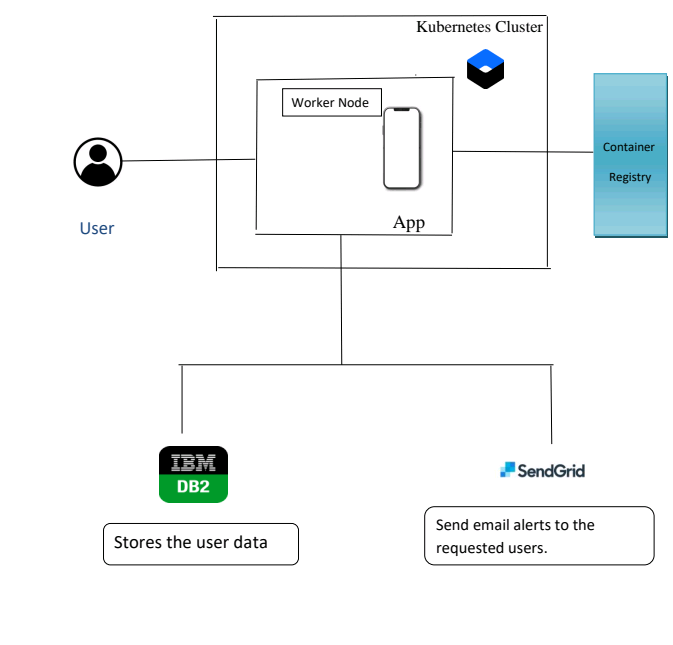 Kubernetes Cluster
Worker Node
Container
Registry
App
User
IBM
DB2
SendGrid
Stores the user data
Send email alerts to the
requested users.